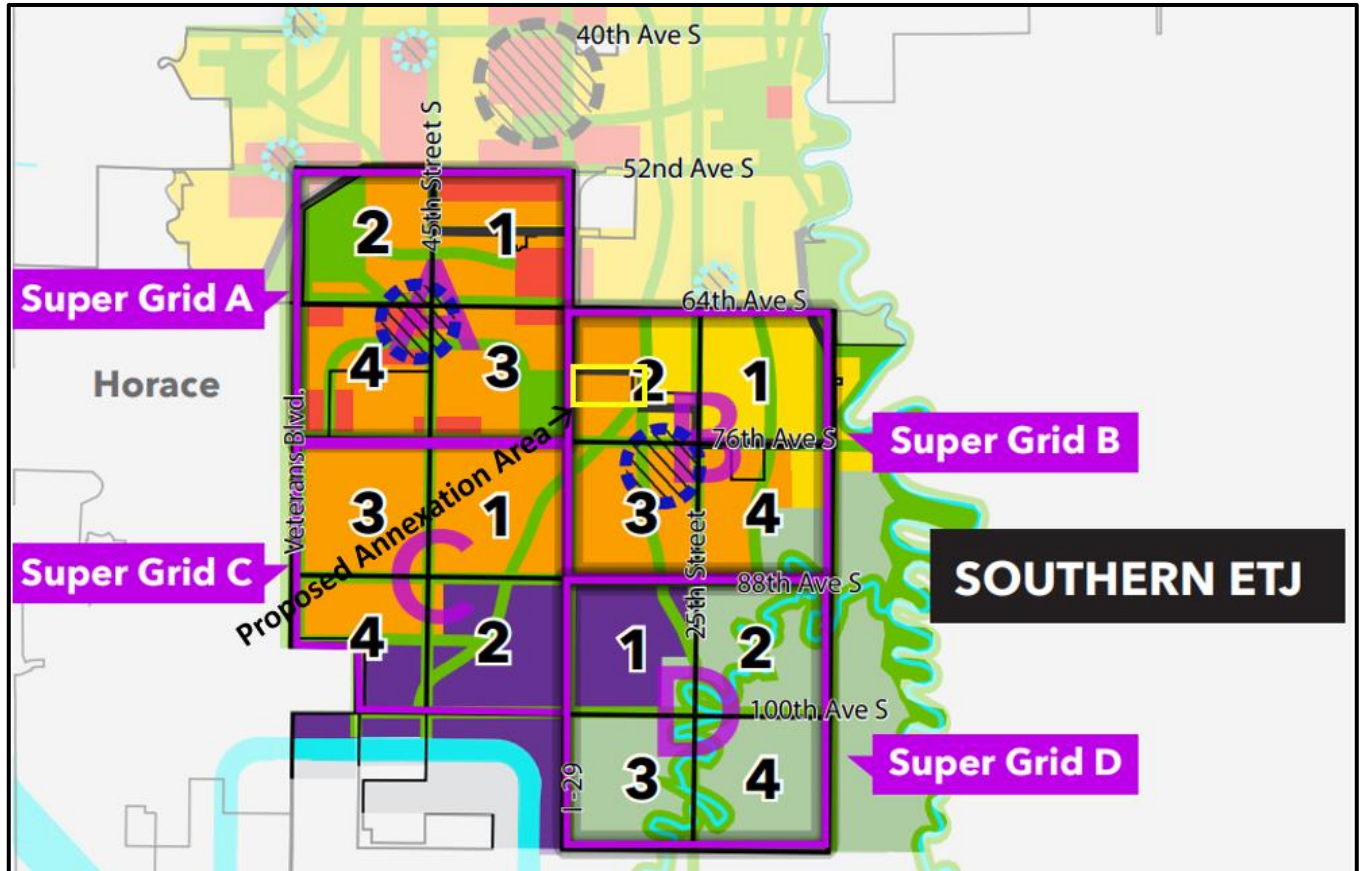 40th Ave S
52nd Ave S
45th Street S
2
1
A
Super Grid A
64th Ave S
4
3
2
1
B
Horace
Veterans Blvd.
76th Ave S
Super Grid B
Proposed Annexation Area
3
1
3
4
C
Super Grid C
25th Street
88th Ave S
SOUTHERN ETJ
4
2
1
2
D
100th Ave S
I-29
3
4
Super Grid D